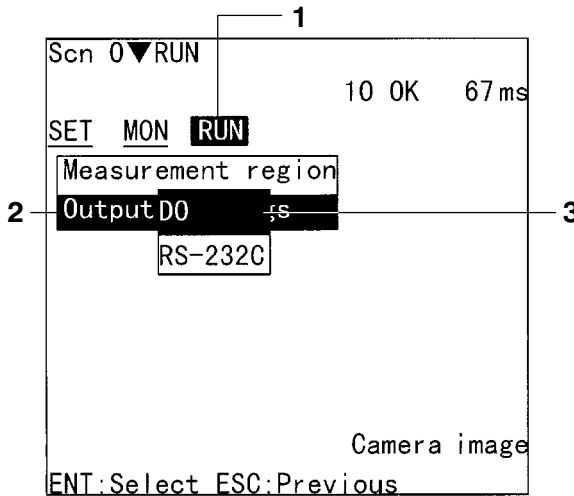 1
Scn 0▼RUN
10 OK 67ms
SET MON RUN
Measurement region
2 Output DO gs 3
RS-232C
Camera image
ENT:Select ESC:Previous